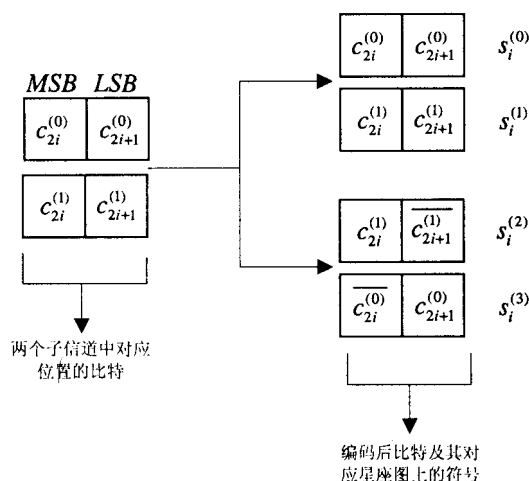 MSB LSB
c_{2i}^{(0)} c_{2i+1}^{(0)}
c_{2i}^{(1)} c_{2i+1}^{(1)}
两个子信道中对应
位置的比特
c_{2i}^{(0)} c_{2i+1}^{(0)} s_i^{(0)}
c_{2i}^{(1)} c_{2i+1}^{(1)} s_i^{(1)}
c_{2i}^{(1)} \overline{c_{2i+1}^{(1)}} s_i^{(2)}
\overline{c_{2i}^{(0)}} c_{2i+1}^{(0)} s_i^{(3)}
编码后比特及其对
应星座图上的符号